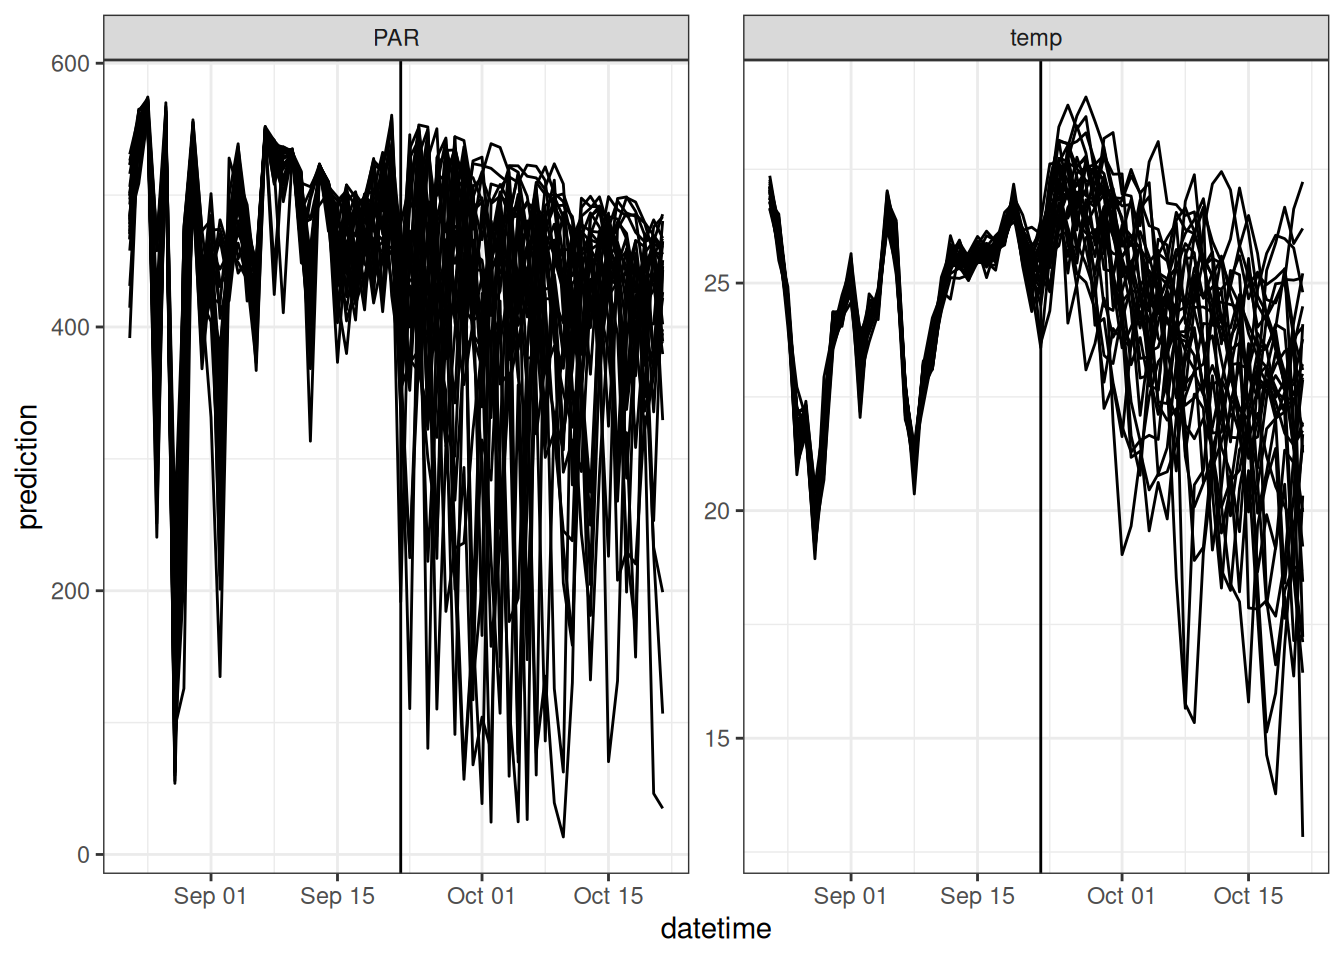 PAR
temp
prediction
600
400
200
0
25
20
15
Sep 01
Sep 15
Oct 01
Oct 15
Sep 01
Sep 15
Oct 01
Oct 15
datetime